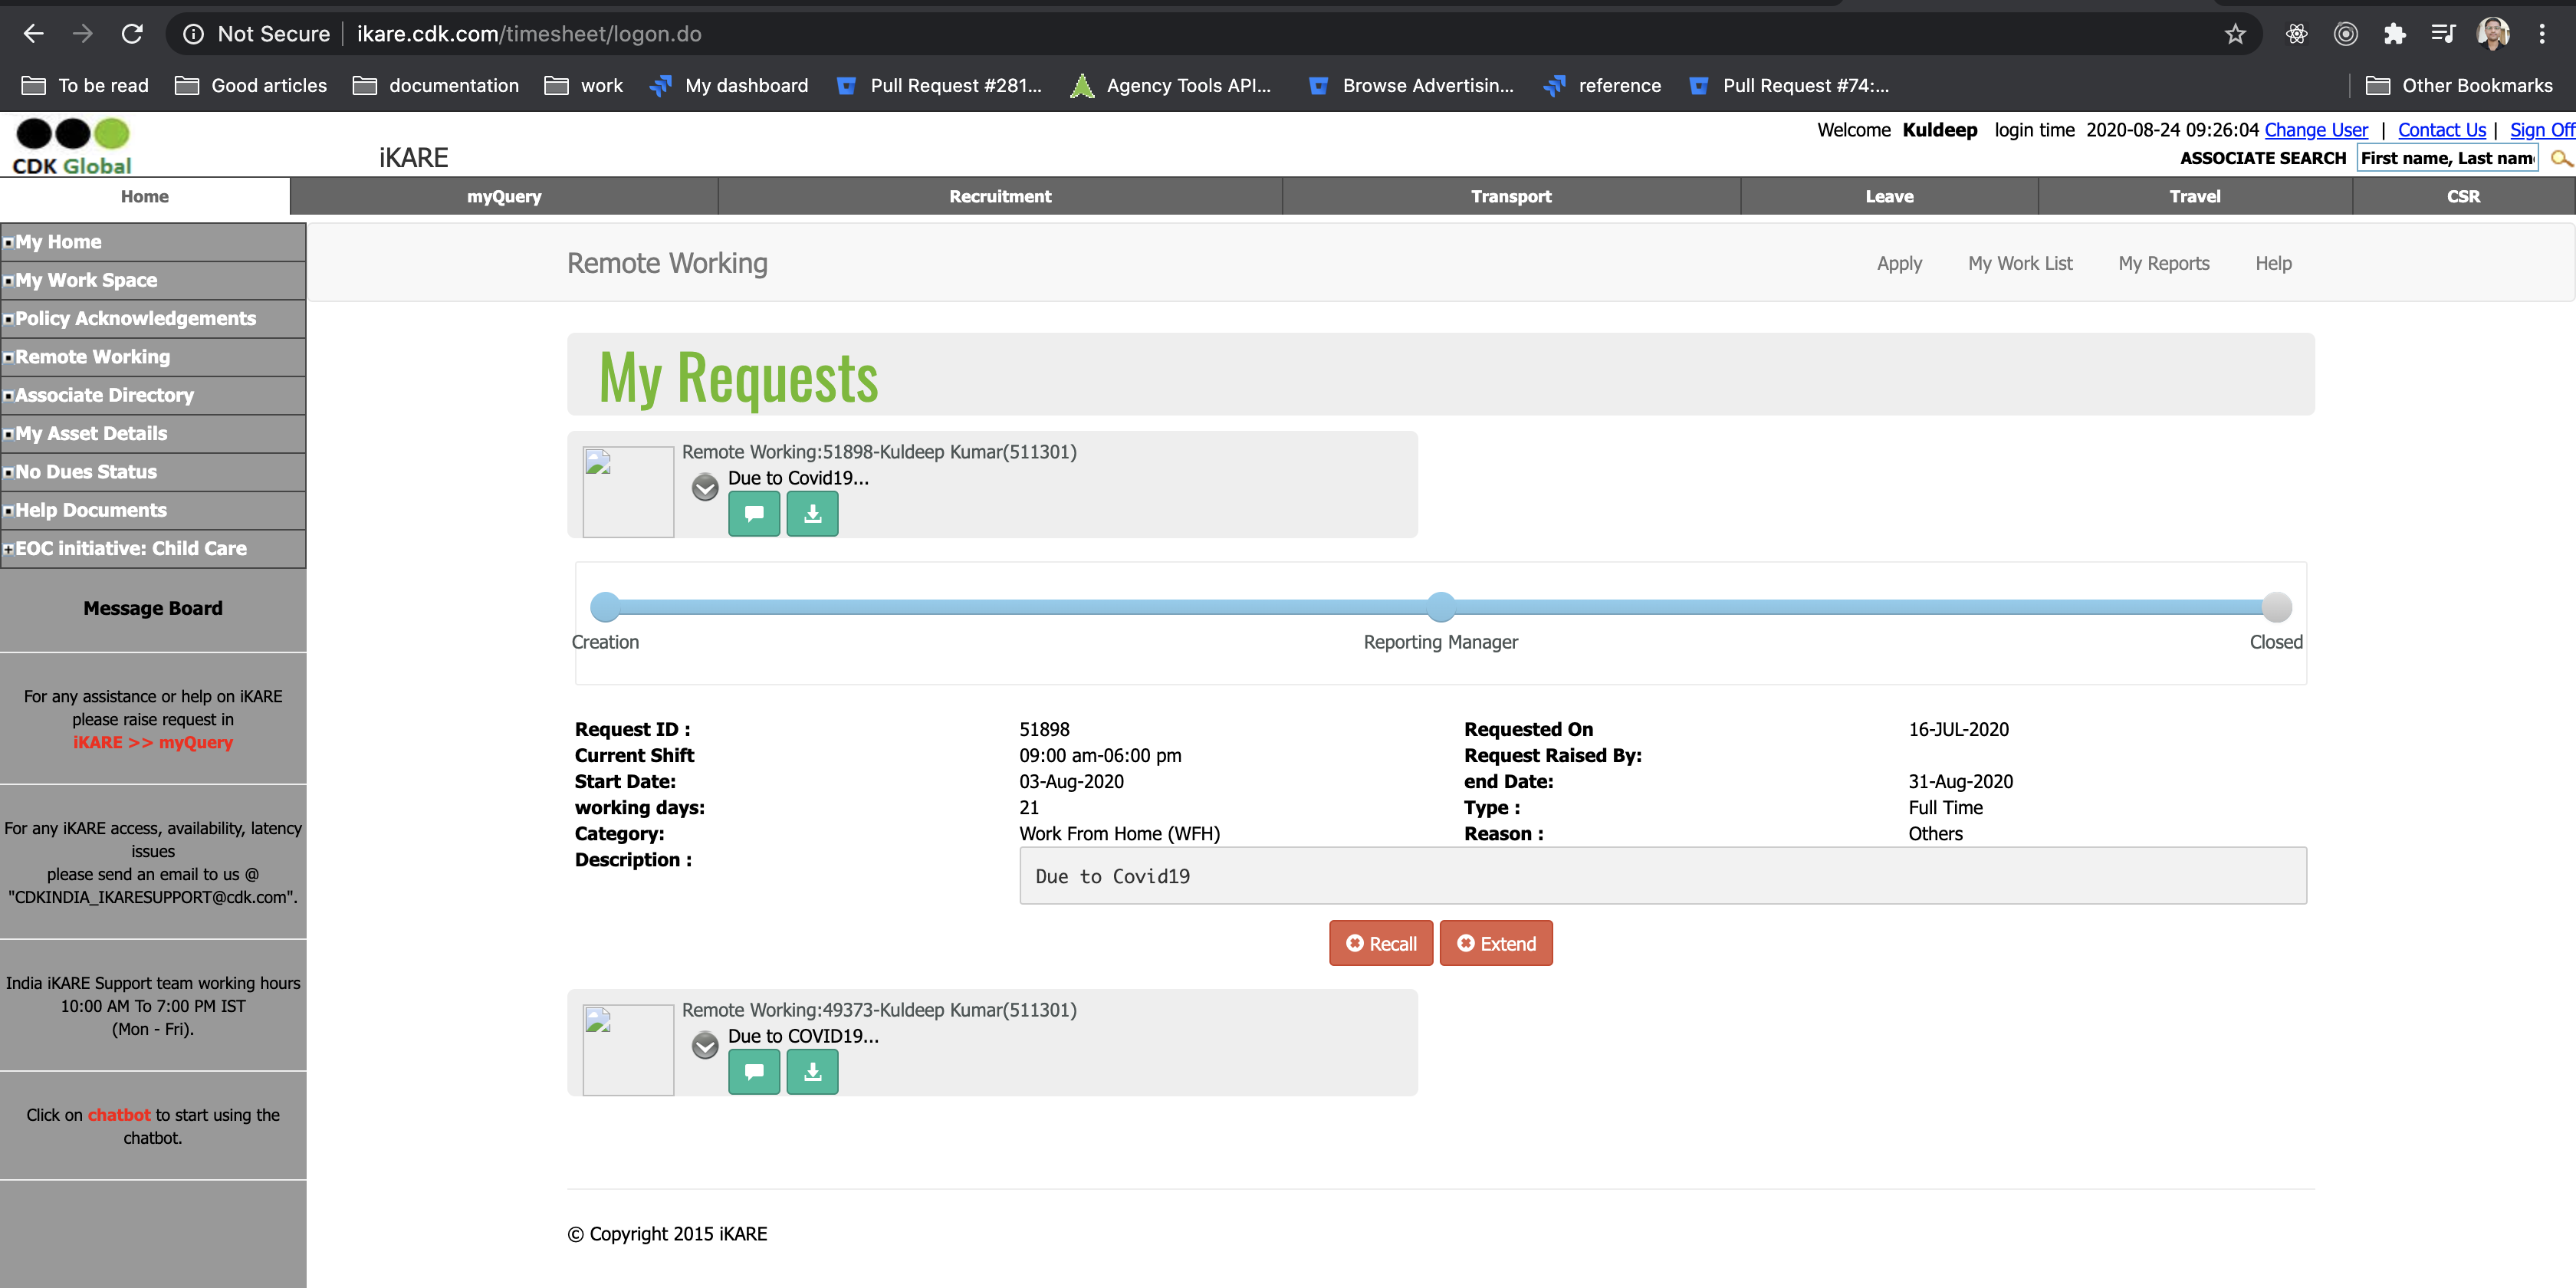 Not Secure | ikare.cdk.com/timesheet/logon.do
To be read Good articles documentation work My dashboard Pull Request #281... Agency Tools API... Browse Advertisin... reference Pull Request #74:... Other Bookmarks
CDK Global
iKARE
Welcome Kuldeep login time 2020-08-24 09:26:04 Change User | Contact Us | Sign Off
ASSOCIATE SEARCH First name, Last nam
Home myQuery Recruitment Transport Leave Travel CSR
My Home
My Work Space
Policy Acknowledgements
Remote Working
Associate Directory
My Asset Details
No Dues Status
Help Documents
EOC initiative: Child Care
Message Board
For any assistance or help on iKARE
please raise request in
iKARE >> myQuery
For any iKARE access, availability, latency
issues
please send an email to us @
"CDKINDIA_IKARESUPPORT@cdk.com".
India iKARE Support team working hours
10:00 AM To 7:00 PM IST
(Mon - Fri).
Click on chatbot to start using the
chatbot.
Remote Working Apply My Work List My Reports Help
My Requests
Remote Working:51898-Kuldeep Kumar(511301)
Due to Covid19...
Creation Reporting Manager Closed
Request ID : 51898 Requested On 16-JUL-2020
Current Shift 09:00 am-06:00 pm Request Raised By:
Start Date: 03-Aug-2020 end Date: 31-Aug-2020
working days: 21 Type : Full Time
Category: Work From Home (WFH) Reason : Others
Description :
Due to Covid19
Recall Extend
Remote Working:49373-Kuldeep Kumar(511301)
Due to COVID19...
© Copyright 2015 iKARE